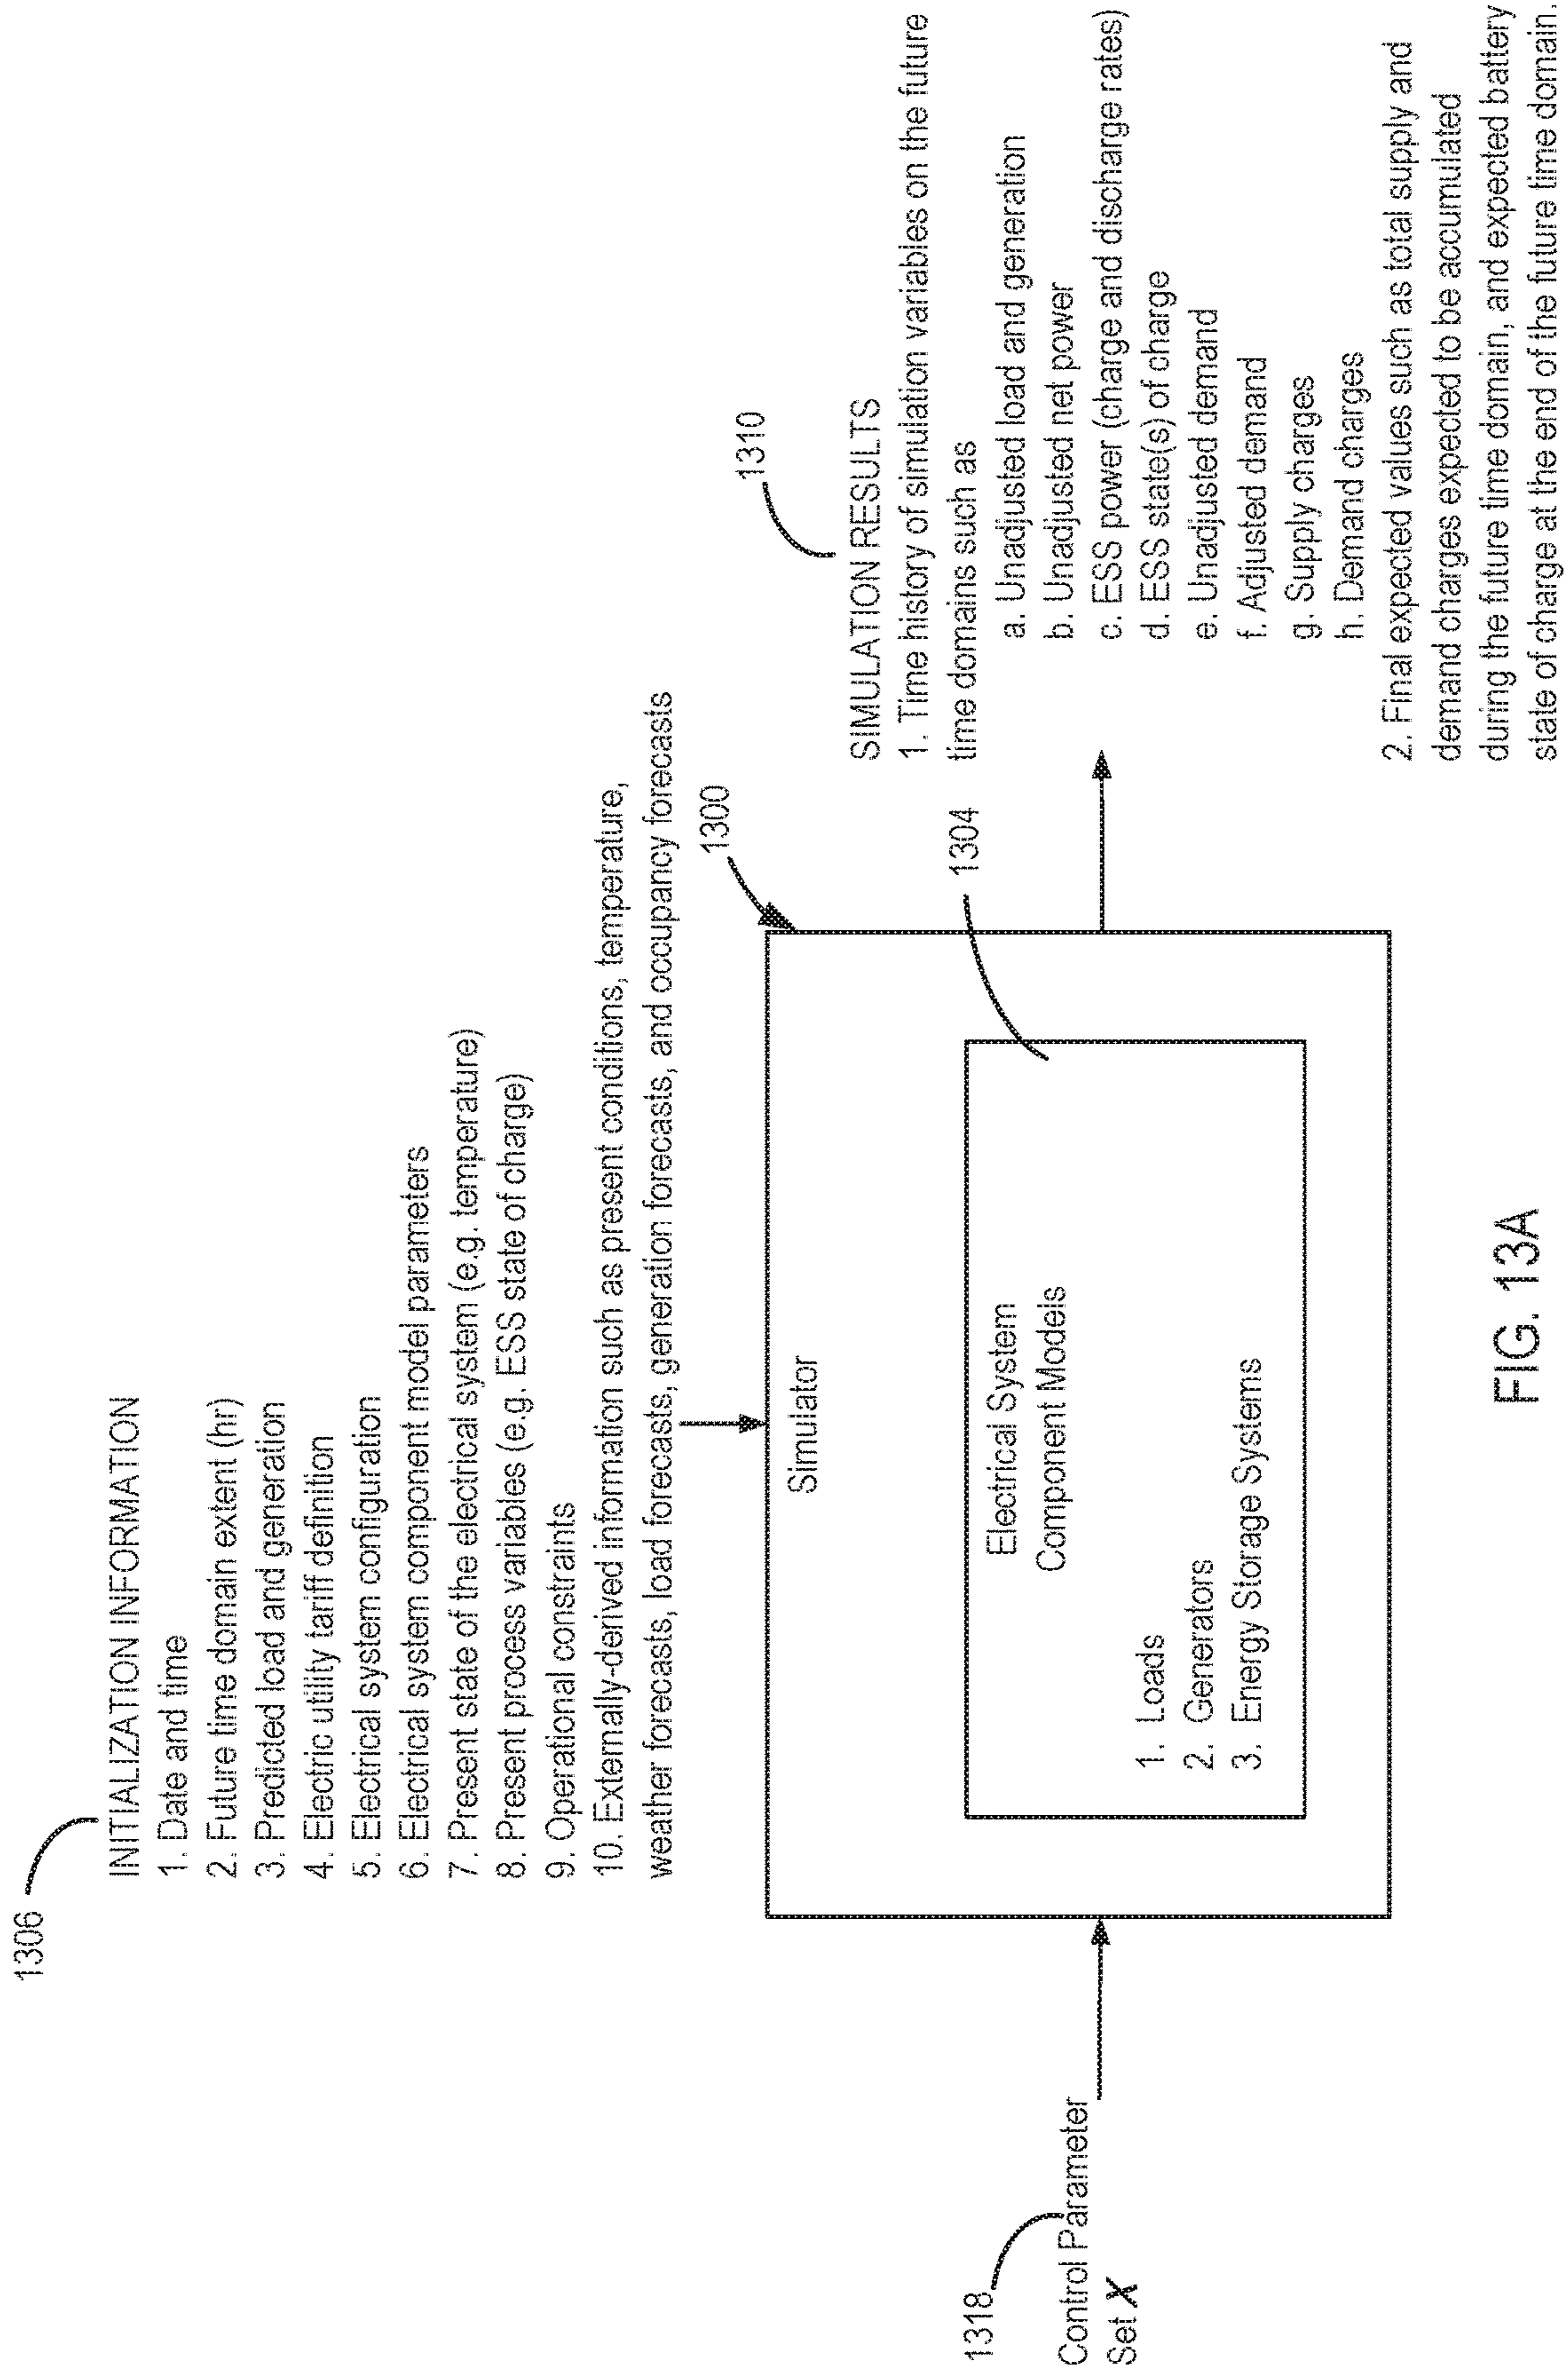 1306
INITIALIZATION INFORMATION
1. Date and time
2. Future time domain extent (hr)
3. Predicted load and generation
4. Electric utility tariff definition
5. Electrical system configuration
6. Electrical system component model parameters
7. Present state of the electrical system (e.g. temperature)
8. Present process variables (e.g. ESS state of charge)
9. Operational constraints
10. Externally-derived information such as present conditions, temperature,
weather forecasts, load forecasts, generation forecasts, and occupancy forecasts
1300
Simulator
1304
Electrical System
Component Models
1. Loads
2. Generators
3. Energy Storage Systems
1318
Control Parameter
Set X
1310
SIMULATION RESULTS
1. Time history of simulation variables on the future
time domains such as
a. Unadjusted load and generation
b. Unadjusted net power
c. ESS power (charge and discharge rates)
d. ESS state(s) of charge
e. Unadjusted demand
f. Adjusted demand
g. Supply charges
h. Demand charges
2. Final expected values such as total supply and
demand charges expected to be accumulated
during the future time domain, and expected battery
state of charge at the end of the future time domain.
FIG. 13A